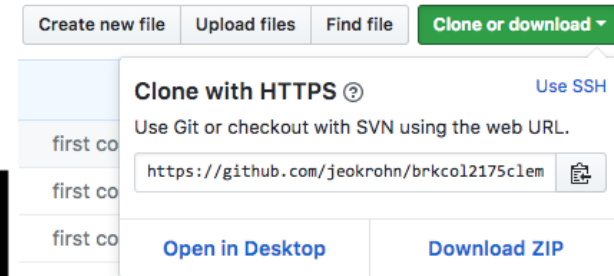 Create new file Upload files Find file Clone or download
Clone with HTTPS ? Use SSH
Use Git or checkout with SVN using the web URL.
first co
https://github.com/jeokrohn/brkcol2175clem
first co
first co
Open in Desktop Download ZIP